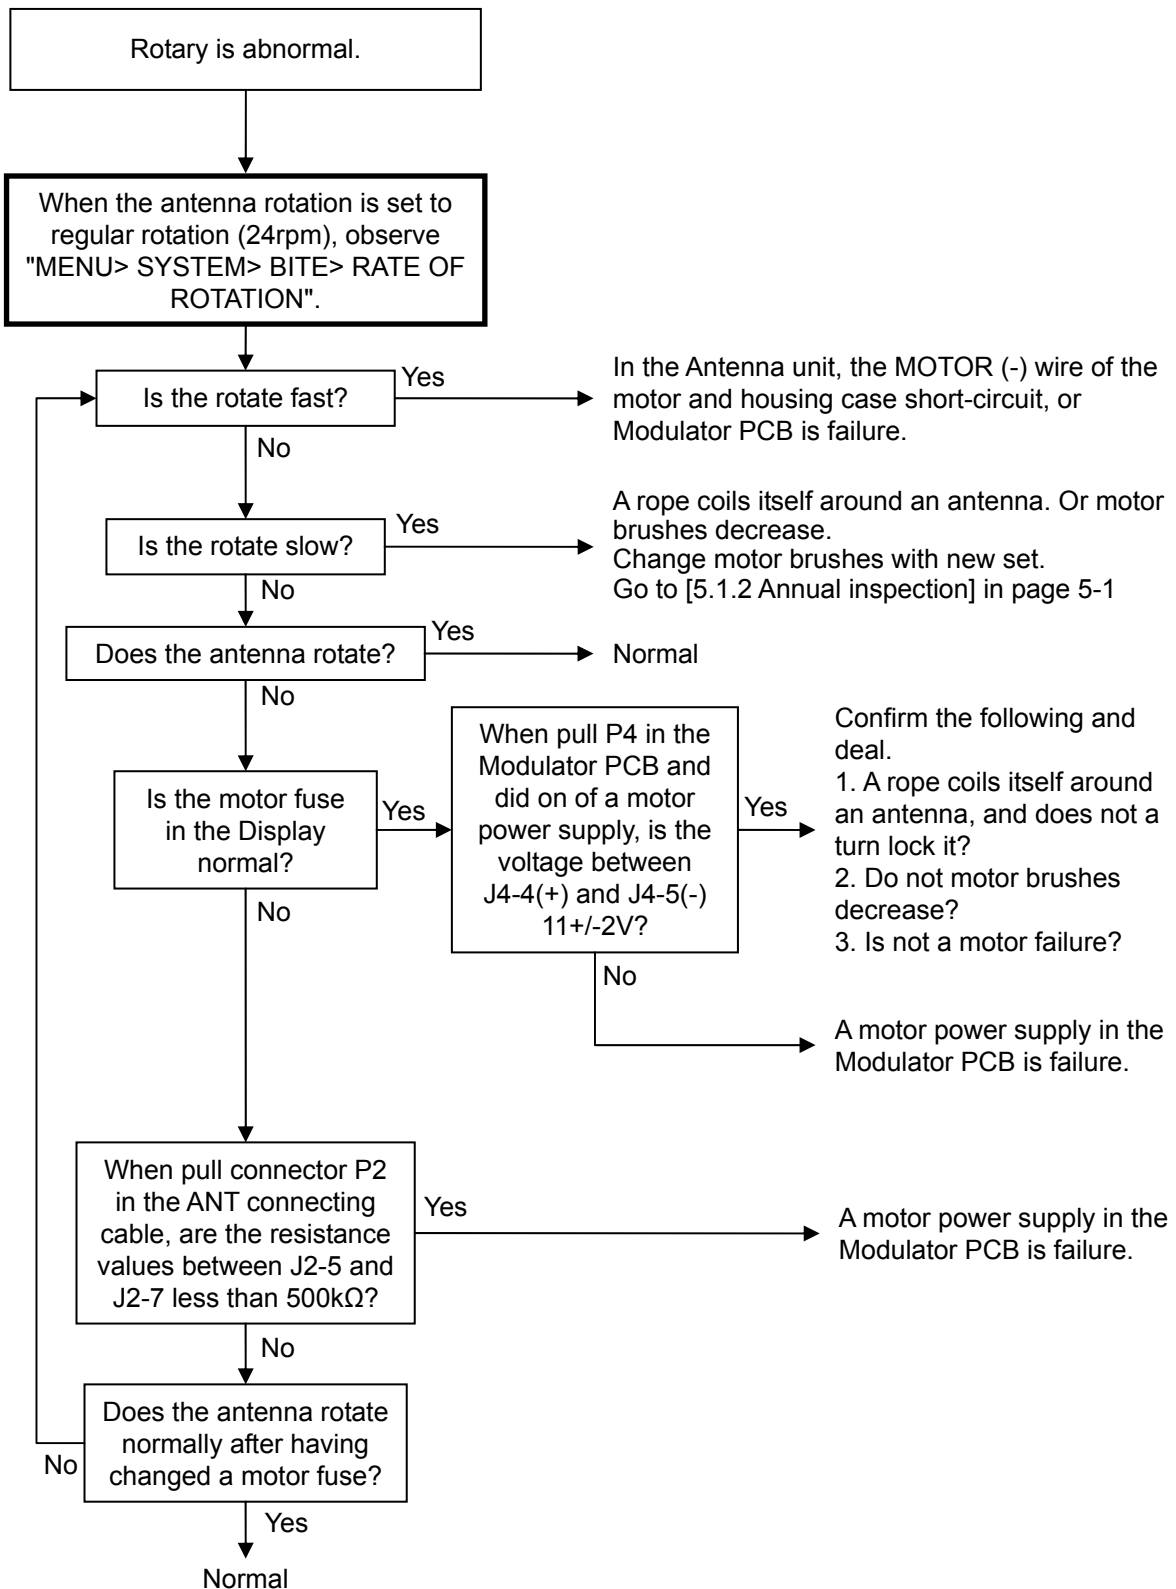 Rotary is abnormal.
When the antenna rotation is set to
regular rotation (24rpm), observe
"MENU> SYSTEM> BITE> RATE OF
ROTATION".
Is the rotate fast?
Yes
In the Antenna unit, the MOTOR (-) wire of the
motor and housing case short-circuit, or
Modulator PCB is failure.
No
Is the rotate slow?
Yes
A rope coils itself around an antenna. Or motor
brushes decrease.
Change motor brushes with new set.
Go to [5.1.2 Annual inspection] in page 5-1
No
Does the antenna rotate?
Yes
Normal
No
Is the motor fuse
in the Display
normal?
Yes
When pull P4 in the
Modulator PCB and
did on of a motor
power supply, is the
voltage between
J4-4(+) and J4-5(-)
11+/-2V?
Yes
Confirm the following and
deal.
1. A rope coils itself around
an antenna, and does not a
turn lock it?
2. Do not motor brushes
decrease?
3. Is not a motor failure?
No
A motor power supply in the
Modulator PCB is failure.
No
When pull connector P2
in the ANT connecting
cable, are the resistance
values between J2-5 and
J2-7 less than 500kΩ?
Yes
A motor power supply in the
Modulator PCB is failure.
No
Does the antenna rotate
normally after having
changed a motor fuse?
No
Yes
Normal